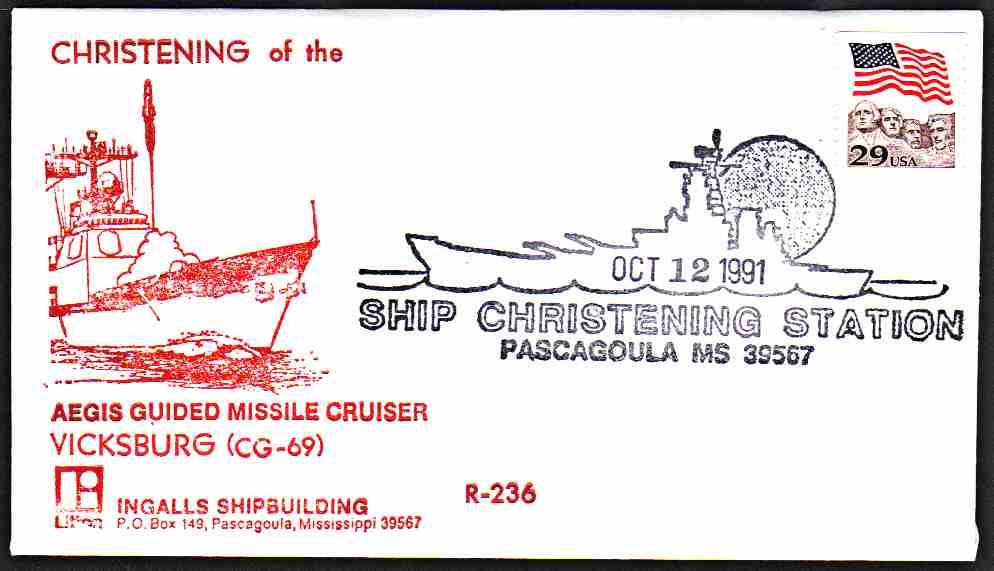 CHRISTENING of the
29 USA
OCT 12 1991
SHIP CHRISTENING STATION
PASCAGOULA MS 39567
AEGIS GUIDED MISSILE CRUISER
VICKSBURG (CG-69)
Litton
INGALLS SHIPBUILDING
P.O. Box 149, Pascagoula, Mississippi 39567
R-236